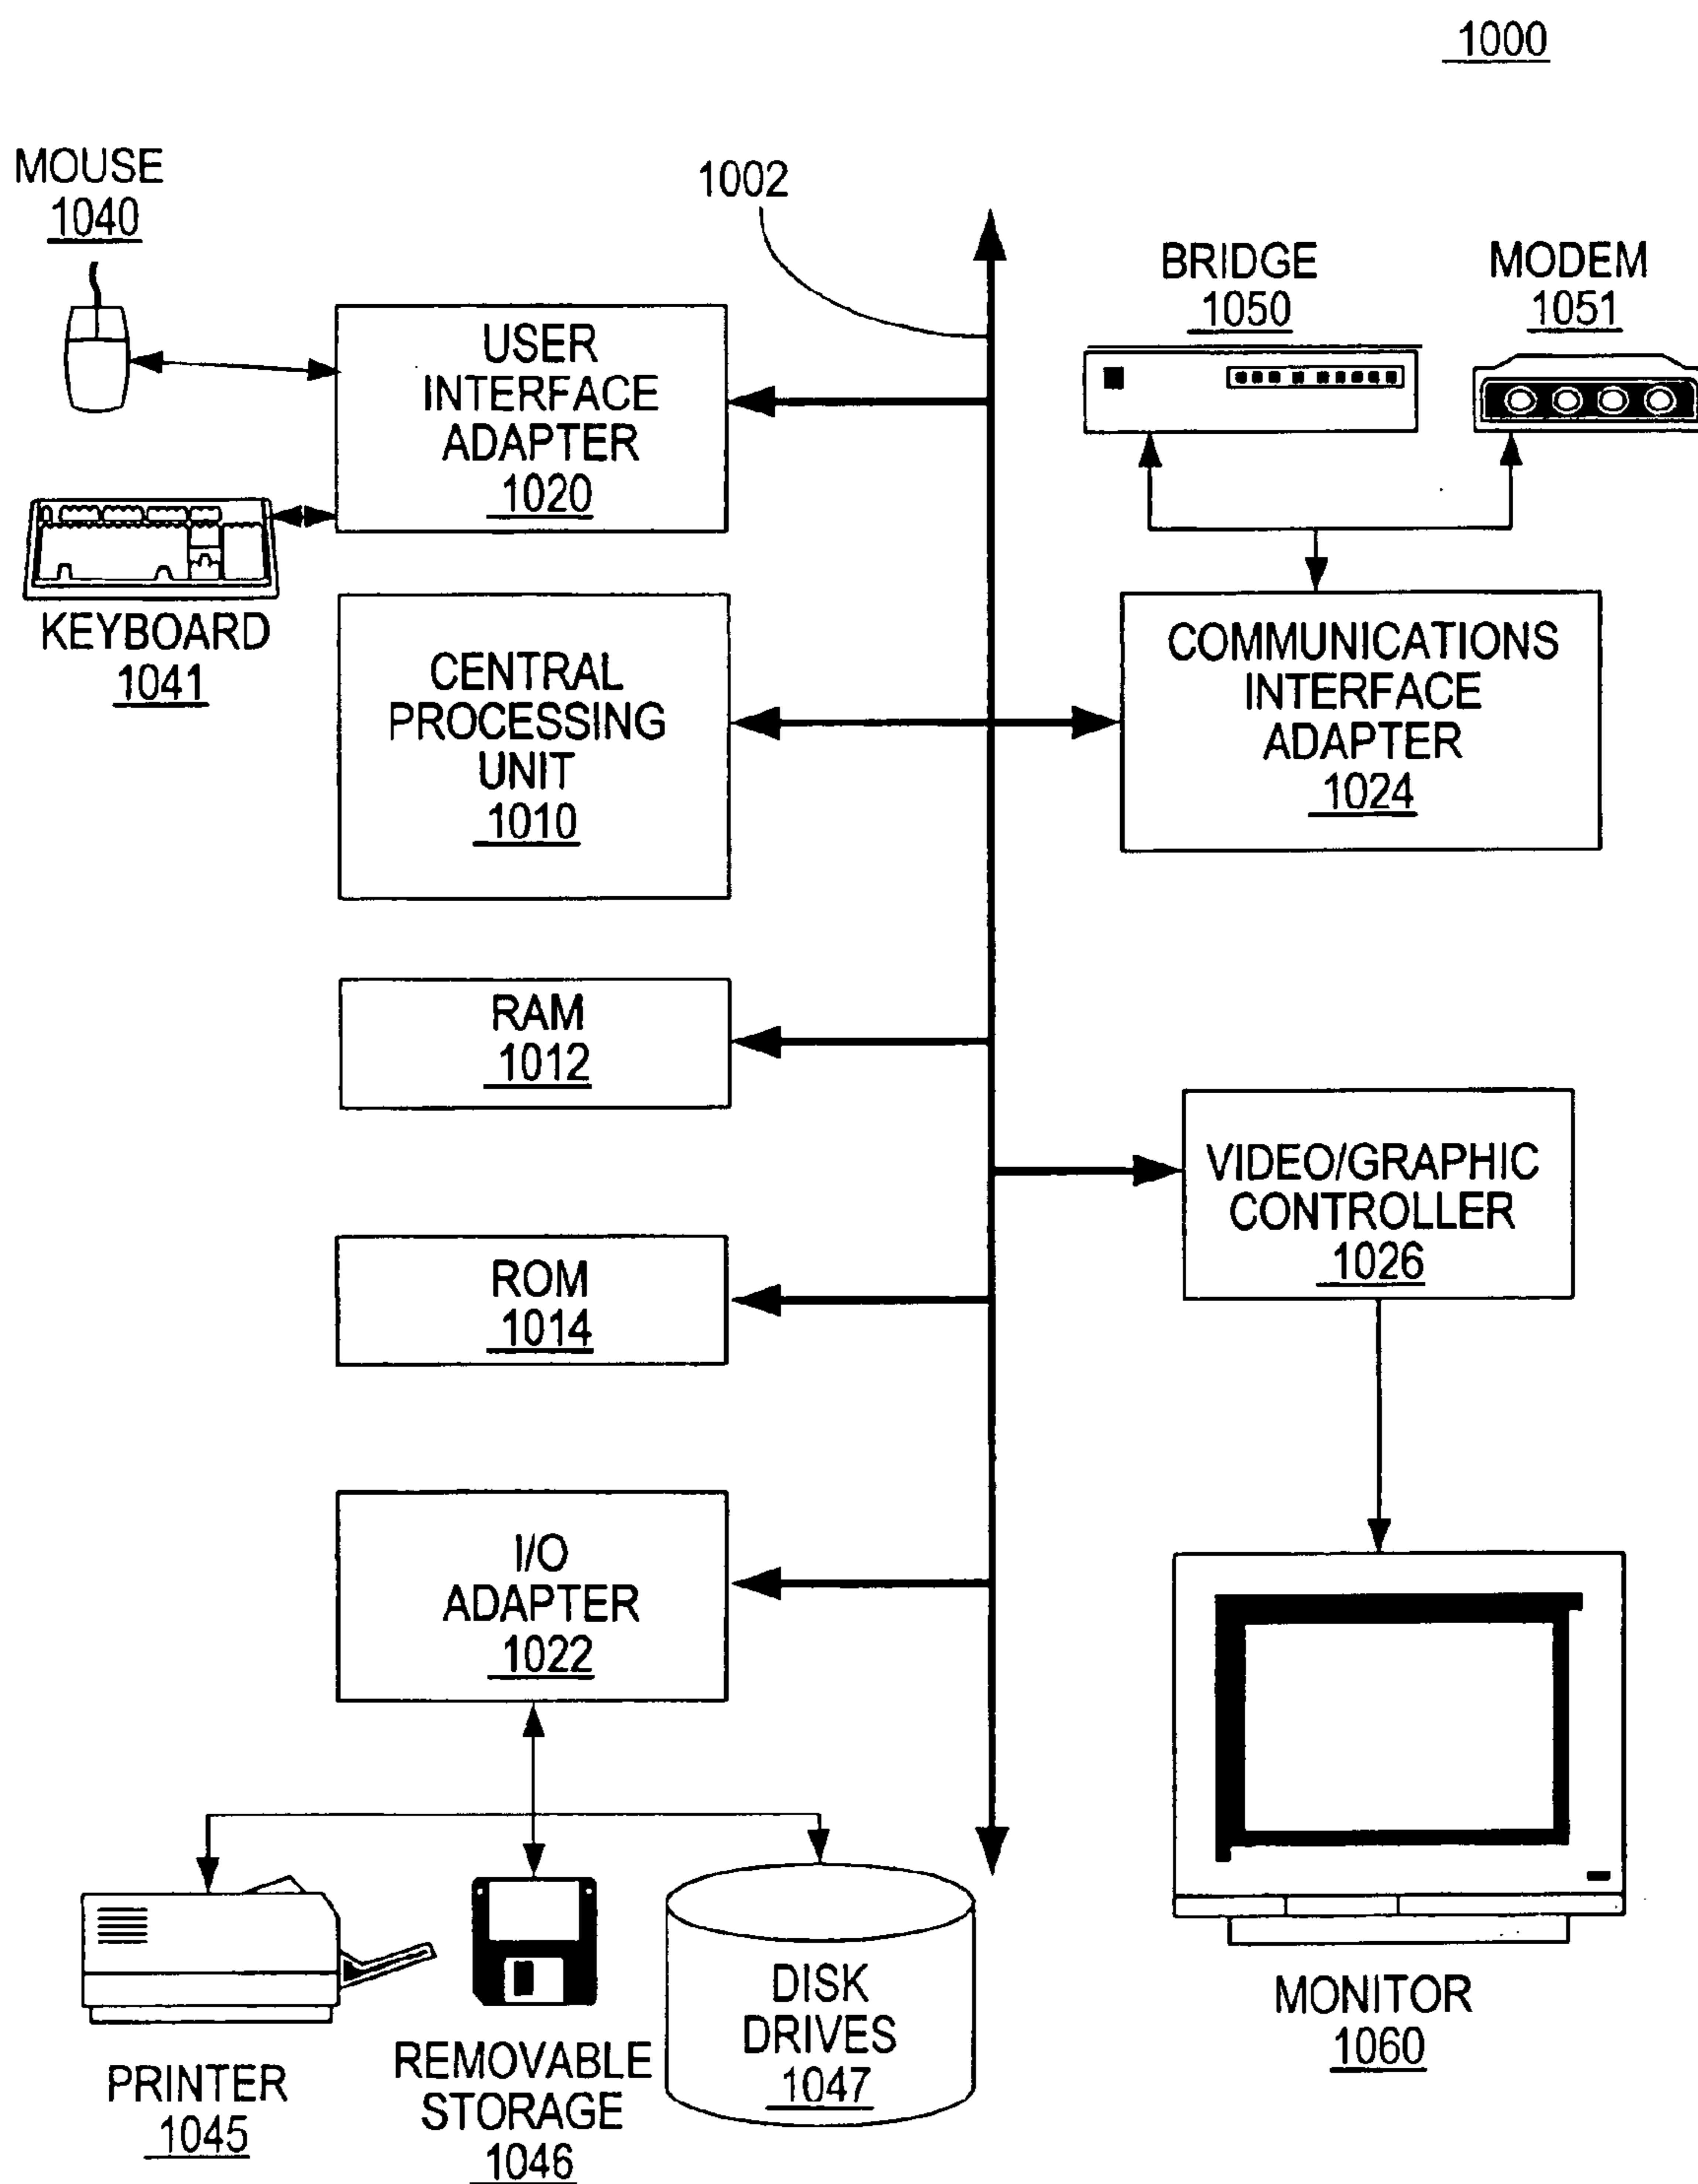 1000
MOUSE
1040
1002
BRIDGE
1050
MODEM
1051
USER
INTERFACE
ADAPTER
1020
KEYBOARD
1041
CENTRAL
PROCESSING
UNIT
1010
COMMUNICATIONS
INTERFACE
ADAPTER
1024
RAM
1012
VIDEO/GRAPHIC
CONTROLLER
1026
ROM
1014
I/O
ADAPTER
1022
PRINTER
1045
REMOVABLE
STORAGE
1046
DISK
DRIVES
1047
MONITOR
1060